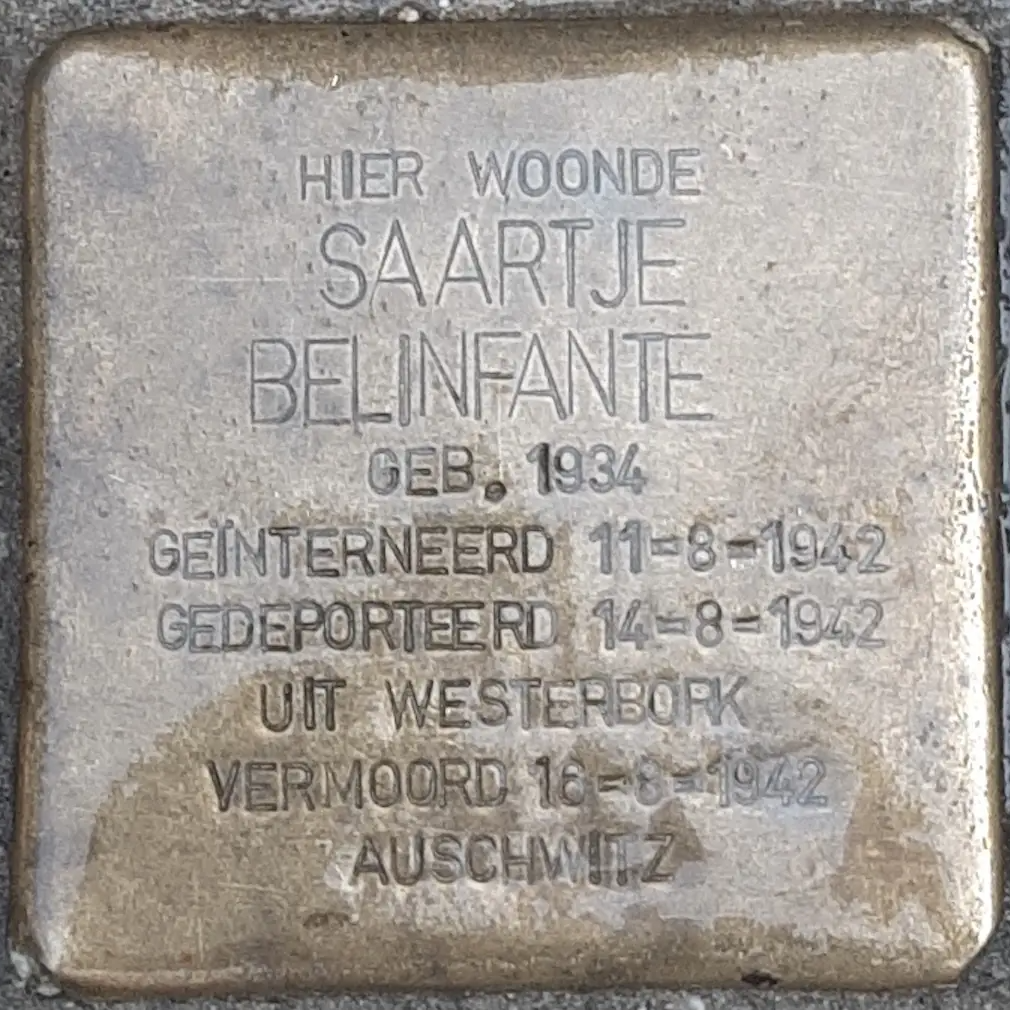 HIER WOONDE
SAARTJE
BELINFANTE
GEB. 1934
GEÏNTERNEERD 11-8-1942
GEDEPORTEERD 14-8-1942
UIT WESTERBORK
VERMOORD 16-8-1942
AUSCHWITZ